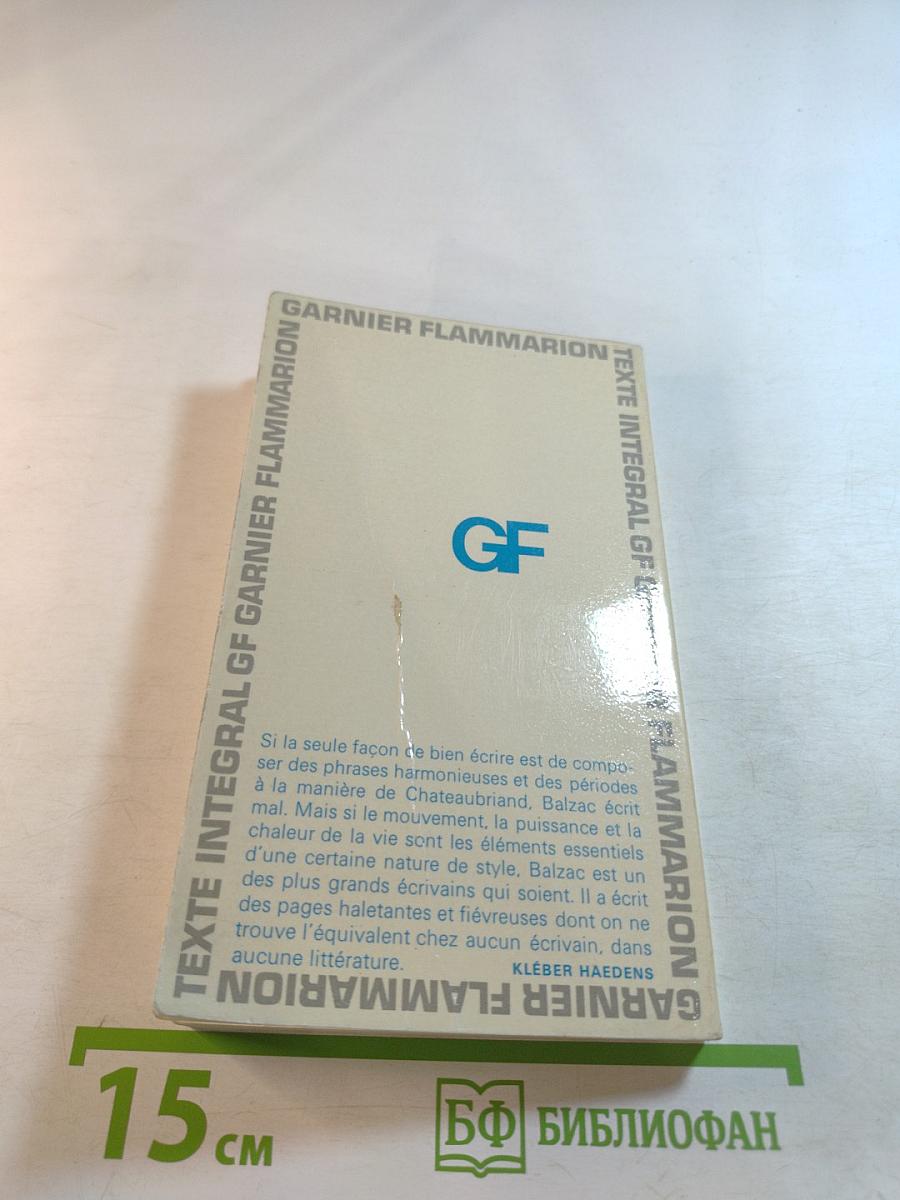 GARNIER FLAMMARION
TEXTE INTEGRAL GF GARNIER FLAMMARION
TEXTE INTEGRAL GF FLAMMARION
GF
Si la seule façon de bien écrire est de compo-
ser des phrases harmonieuses et des périodes
à la manière de Chateaubriand, Balzac écrit
mal. Mais si le mouvement, la puissance et la
chaleur de la vie sont les éléments essentiels
d'une certaine nature de style, Balzac est un
des plus grands écrivains qui soient. Il a écrit
des pages haletantes et fiévreuses dont on ne
trouve l'équivalent chez aucun écrivain, dans
aucune littérature.
KLÉBER HAEDENS
GARNIER FLAMMARION
15 см
БФ БИБЛИОФАН